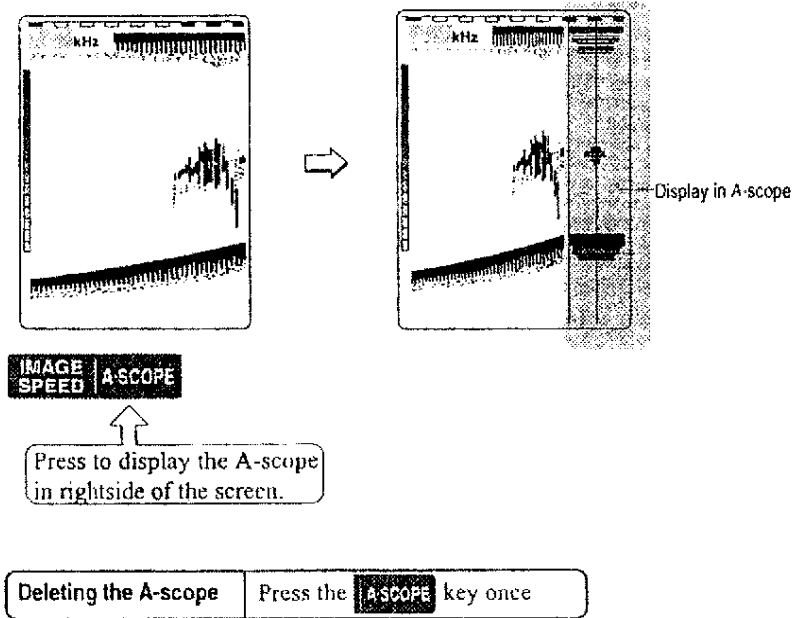 kHz
kHz
Display in A-scope
IMAGE
SPEED
A-SCOPE
Press to display the A-scope
in rightside of the screen.
Deleting the A-scope
Press the A-SCOPE key once